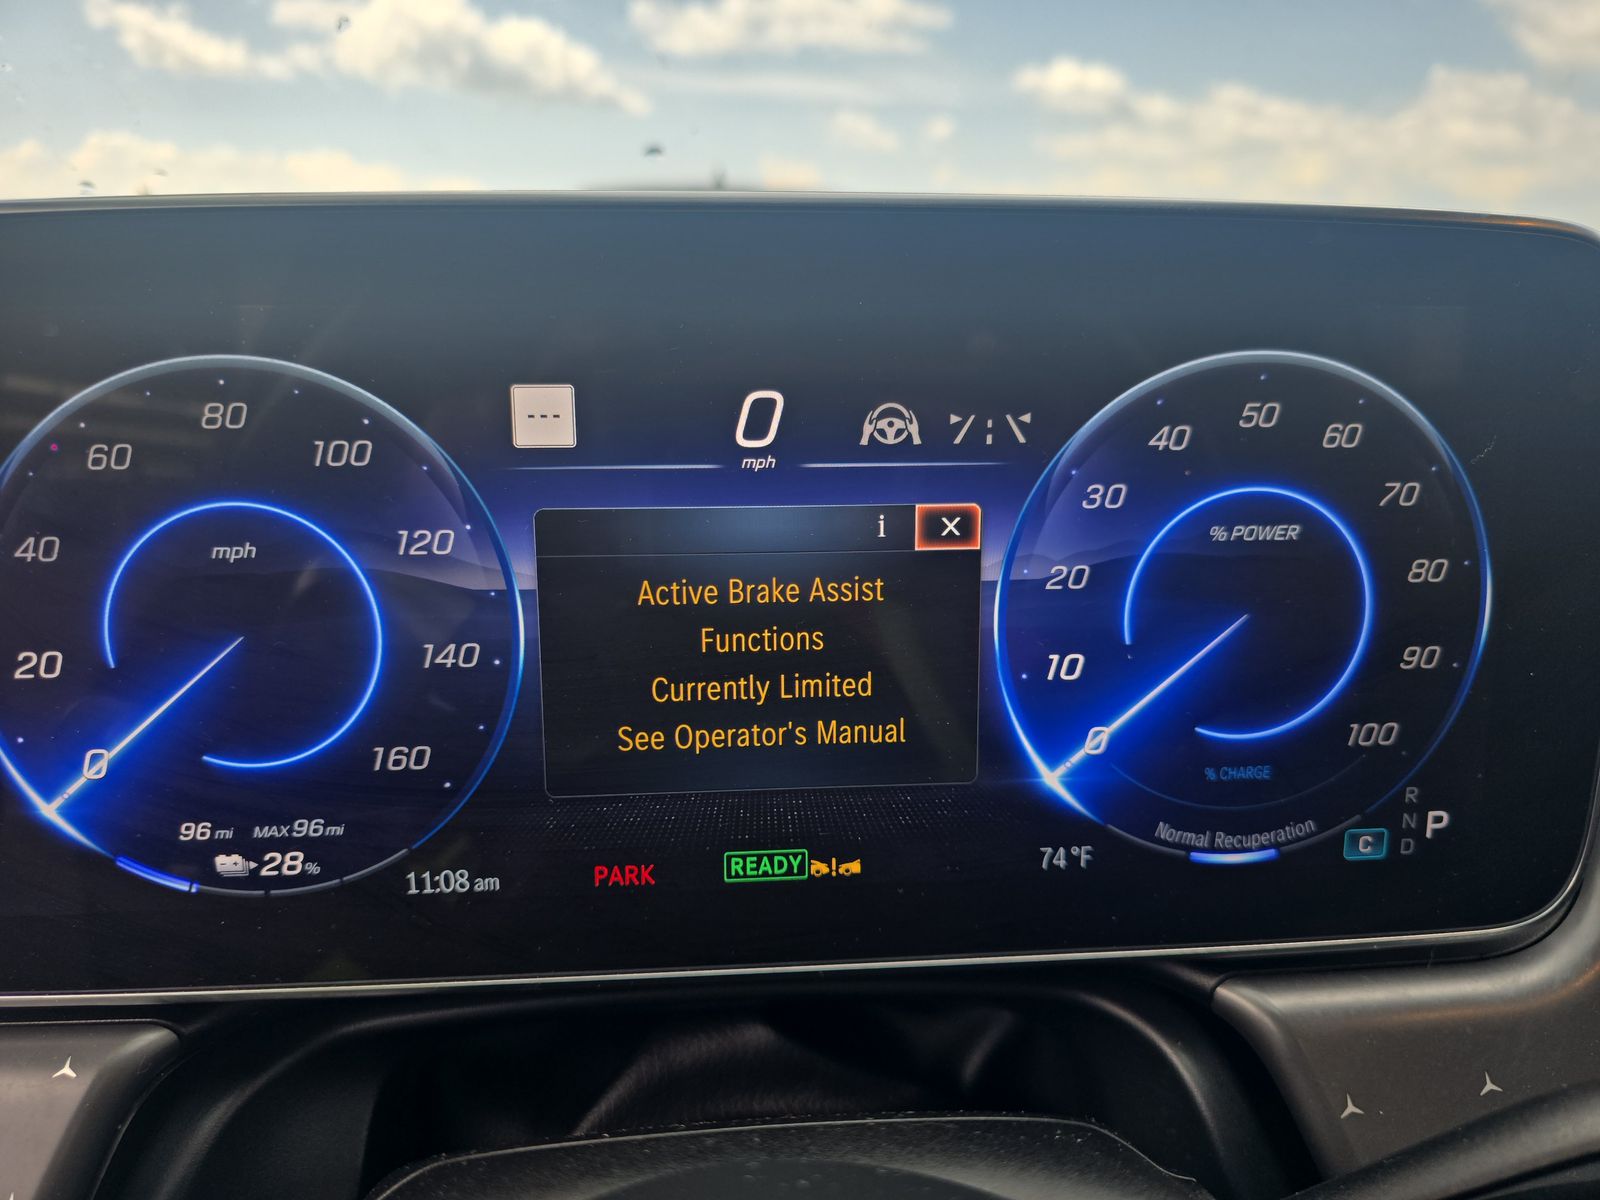 ---
0
mph
i X
Active Brake Assist
Functions
Currently Limited
See Operator's Manual
0
20
40
60
80
100
120
140
160
mph
96 mi MAX 96 mi
28%
11:08 am
PARK
READY
74°F
0
10
20
30
40
50
60
70
80
90
100
% POWER
% CHARGE
Normal Recuperation
C
R
N
D
P